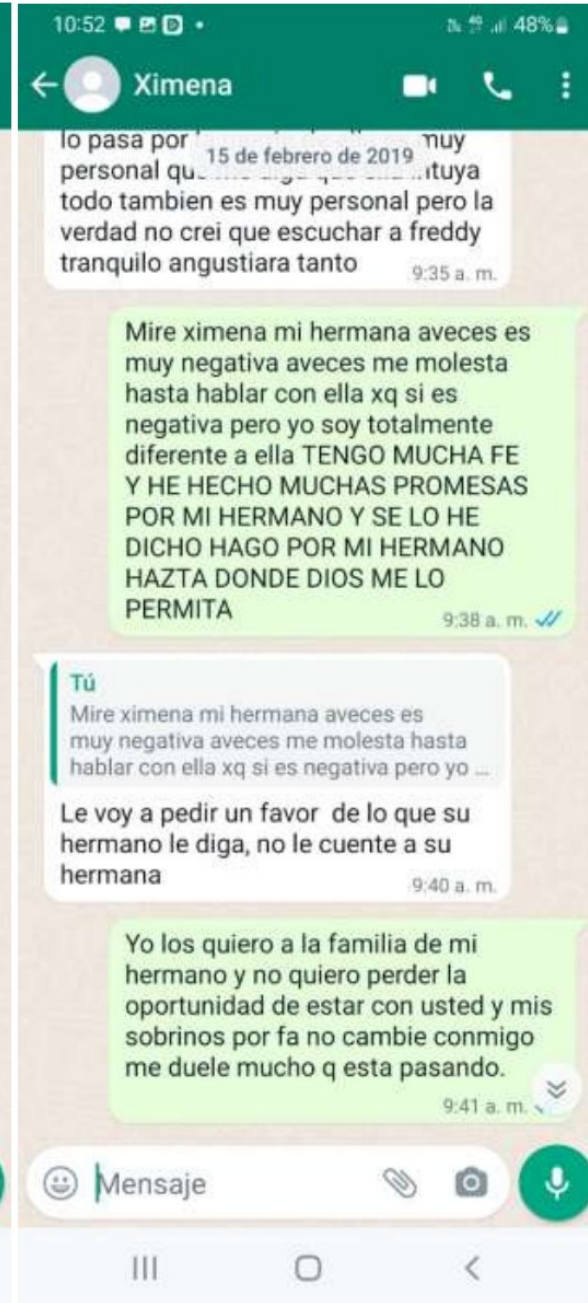 10:52
48%
Ximena
lo pasa por muy
15 de febrero de 2019
personal
todo tambien es muy personal pero la
verdad no crei que escuchar a freddy
tranquilo angustiara tanto
9:35 a. m.
Mire ximena mi hermana aveces es
muy negativa aveces me molesta
hasta hablar con ella xq si es
negativa pero yo soy totalmente
diferente a ella TENGO MUCHA FE
Y HE HECHO MUCHAS PROMESAS
POR MI HERMANO Y SE LO HE
DICHO HAGO POR MI HERMANO
HAZTA DONDE DIOS ME LO
PERMITA
9:38 a. m.
Tú
Mire ximena mi hermana aveces es
muy negativa aveces me molesta hasta
hablar con ella xq si es negativa pero yo ...
Le voy a pedir un favor de lo que su
hermano le diga, no le cuente a su
hermana
9:40 a. m.
Yo los quiero a la familia de mi
hermano y no quiero perder la
oportunidad de estar con usted y mis
sobrinos por fa no cambie conmigo
me duele mucho q esta pasando.
9:41 a. m.
Mensaje